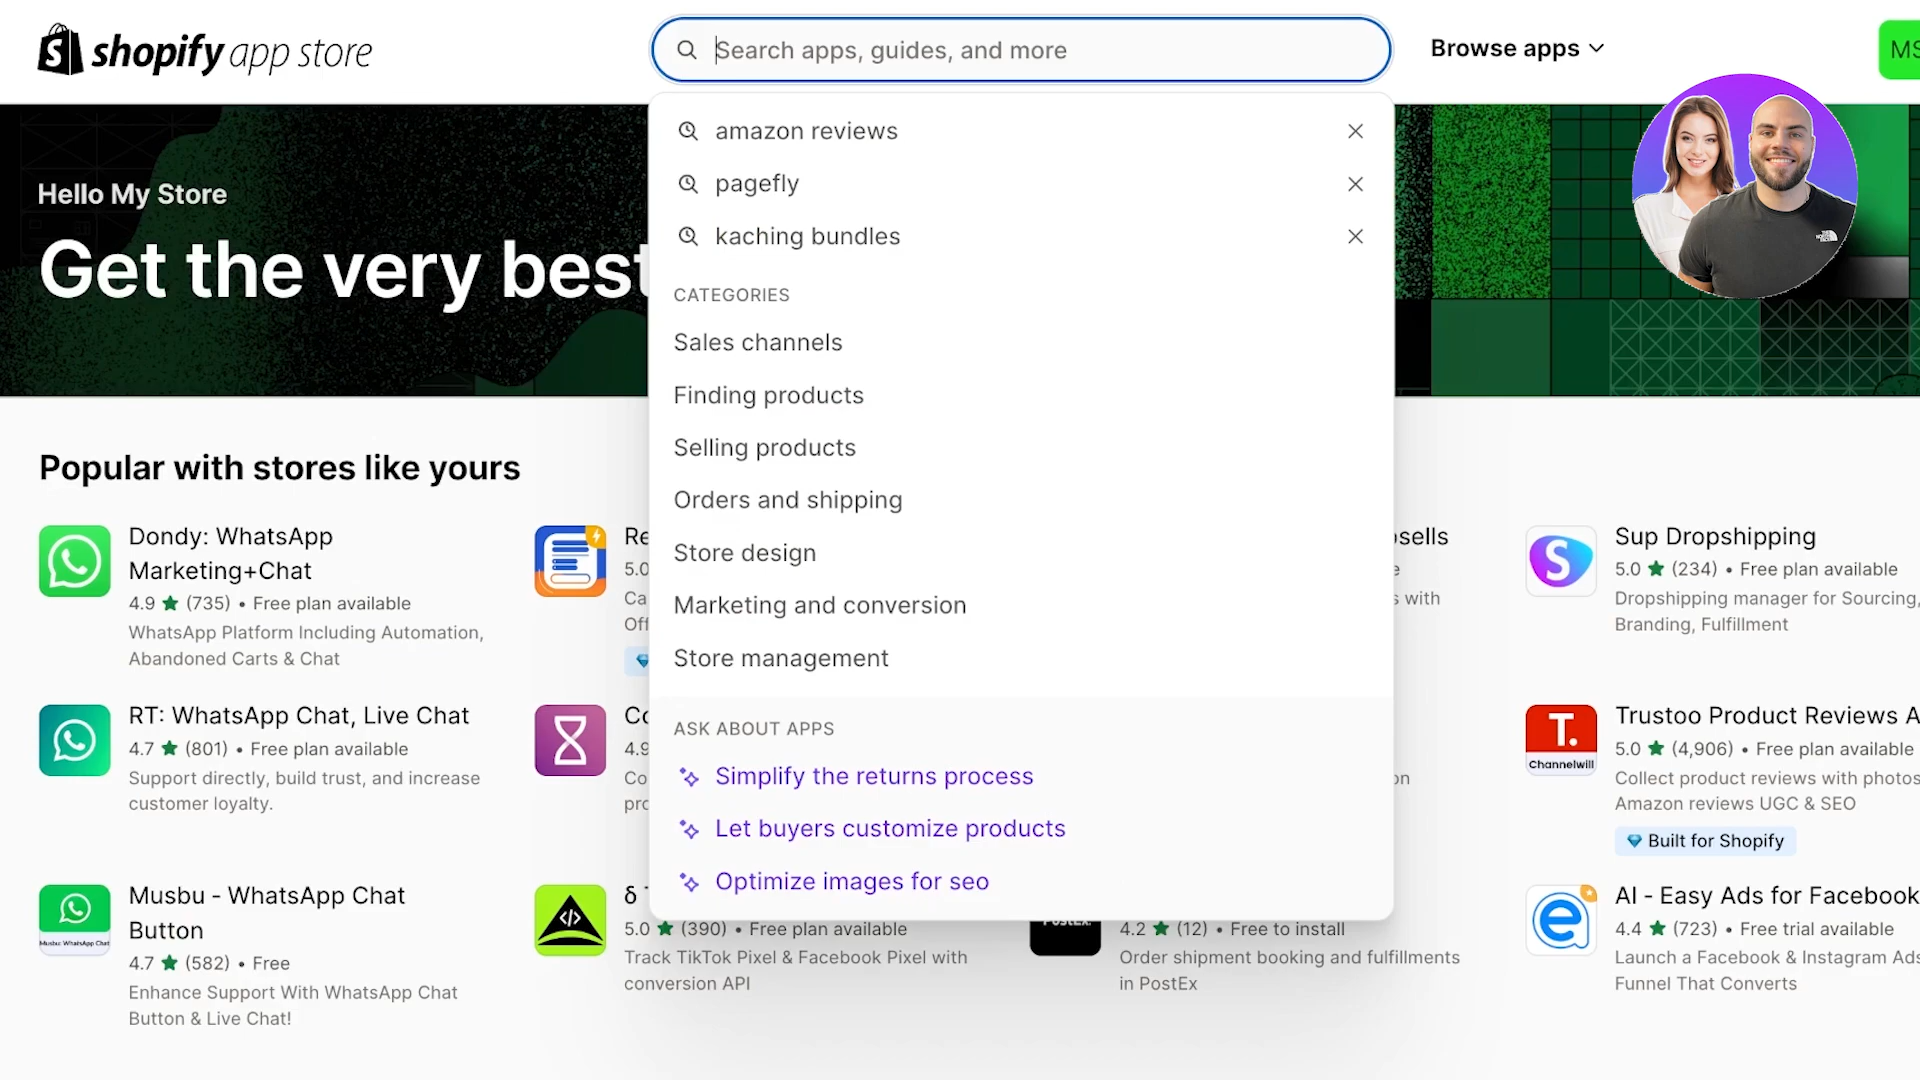 shopify app store
Search apps, guides, and more
Browse apps
MS
Hello My Store
Get the very best
amazon reviews
pagefly
kaching bundles
CATEGORIES
Sales channels
Finding products
Selling products
Orders and shipping
Store design
Marketing and conversion
Store management
ASK ABOUT APPS
Simplify the returns process
Let buyers customize products
Optimize images for seo
Popular with stores like yours
Dondy: WhatsApp
Marketing+Chat
4.9 ★ (735) • Free plan available
WhatsApp Platform Including Automation,
Abandoned Carts & Chat
5.0
Sup Dropshipping
5.0 ★ (234) • Free plan available
Dropshipping manager for Sourcing,
Branding, Fulfillment
s with
RT: WhatsApp Chat, Live Chat
4.7 ★ (801) • Free plan available
Support directly, build trust, and increase
customer loyalty.
4.9
T.
Channelwill
Trustoo Product Reviews A
5.0 ★ (4,906) • Free plan available
Collect product reviews with photos
Amazon reviews UGC & SEO
Built for Shopify
Musbu WhatsApp Chat
Musbu - WhatsApp Chat
Button
4.7 ★ (582) • Free
Enhance Support With WhatsApp Chat
Button & Live Chat!
5.0 ★ (390) • Free plan available
Track TikTok Pixel & Facebook Pixel with
conversion API
4.2 ★ (12) • Free to install
Order shipment booking and fulfillments
in PostEx
AI - Easy Ads for Facebook
4.4 ★ (723) • Free trial available
Launch a Facebook & Instagram Ads
Funnel That Converts